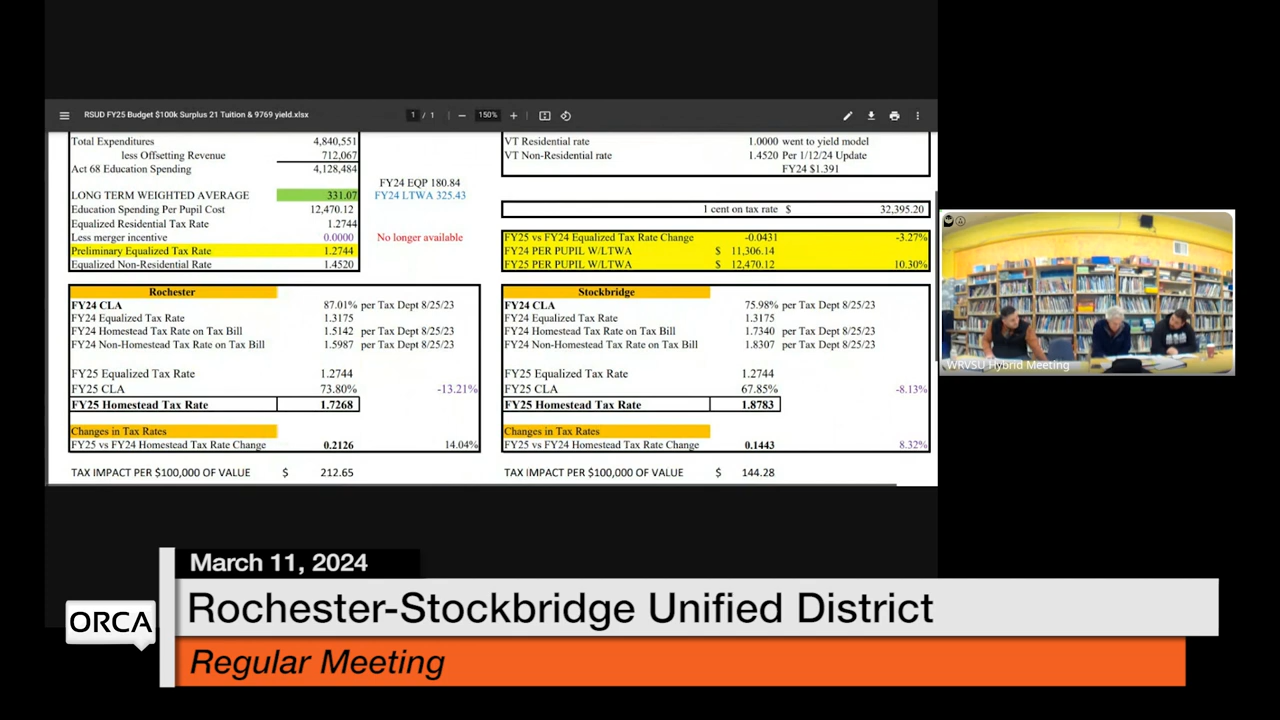 RSUD FY25 Budget $100k Surplus 21 Tuition & 9769 yield.xlsx 1 / 1 150%
Total Expenditures 4,840,551
less Offsetting Revenue 712,067
Act 68 Education Spending 4,128,484
FY24 EQP 180.84
LONG TERM WEIGHTED AVERAGE 331.07 FY24 LTWA 325.43
Education Spending Per Pupil Cost 12,470.12
Equalized Residential Tax Rate 1.2744
Less merger incentive 0.0000 No longer available
Preliminary Equalized Tax Rate 1.2744
Equalized Non-Residential Rate 1.4520
VT Residential rate 1.0000 went to yield model
VT Non-Residential rate 1.4520 Per 1/12/24 Update
FY24 $1.391
1 cent on tax rate $ 32,395.20
FY25 vs FY24 Equalized Tax Rate Change -0.0431 -3.27%
FY24 PER PUPIL W/LTWA $ 11,306.14
FY25 PER PUPIL W/LTWA $ 12,470.12 10.30%
Rochester
FY24 CLA 87.01% per Tax Dept 8/25/23
FY24 Equalized Tax Rate 1.3175
FY24 Homestead Tax Rate on Tax Bill 1.5142 per Tax Dept 8/25/23
FY24 Non-Homestead Tax Rate on Tax Bill 1.5987 per Tax Dept 8/25/23
FY25 Equalized Tax Rate 1.2744
FY25 CLA 73.80% -13.21%
FY25 Homestead Tax Rate 1.7268
Changes in Tax Rates
FY25 vs FY24 Homestead Tax Rate Change 0.2126 14.04%
TAX IMPACT PER $100,000 OF VALUE $ 212.65
Stockbridge
FY24 CLA 75.98% per Tax Dept 8/25/23
FY24 Equalized Tax Rate 1.3175
FY24 Homestead Tax Rate on Tax Bill 1.7340 per Tax Dept 8/25/23
FY24 Non-Homestead Tax Rate on Tax Bill 1.8307 per Tax Dept 8/25/23
FY25 Equalized Tax Rate 1.2744
FY25 CLA 67.85% -8.13%
FY25 Homestead Tax Rate 1.8783
Changes in Tax Rates
FY25 vs FY24 Homestead Tax Rate Change 0.1443 8.32%
TAX IMPACT PER $100,000 OF VALUE $ 144.28
WRVSU Hybrid Meeting
March 11, 2024
ORCA
Rochester-Stockbridge Unified District
Regular Meeting